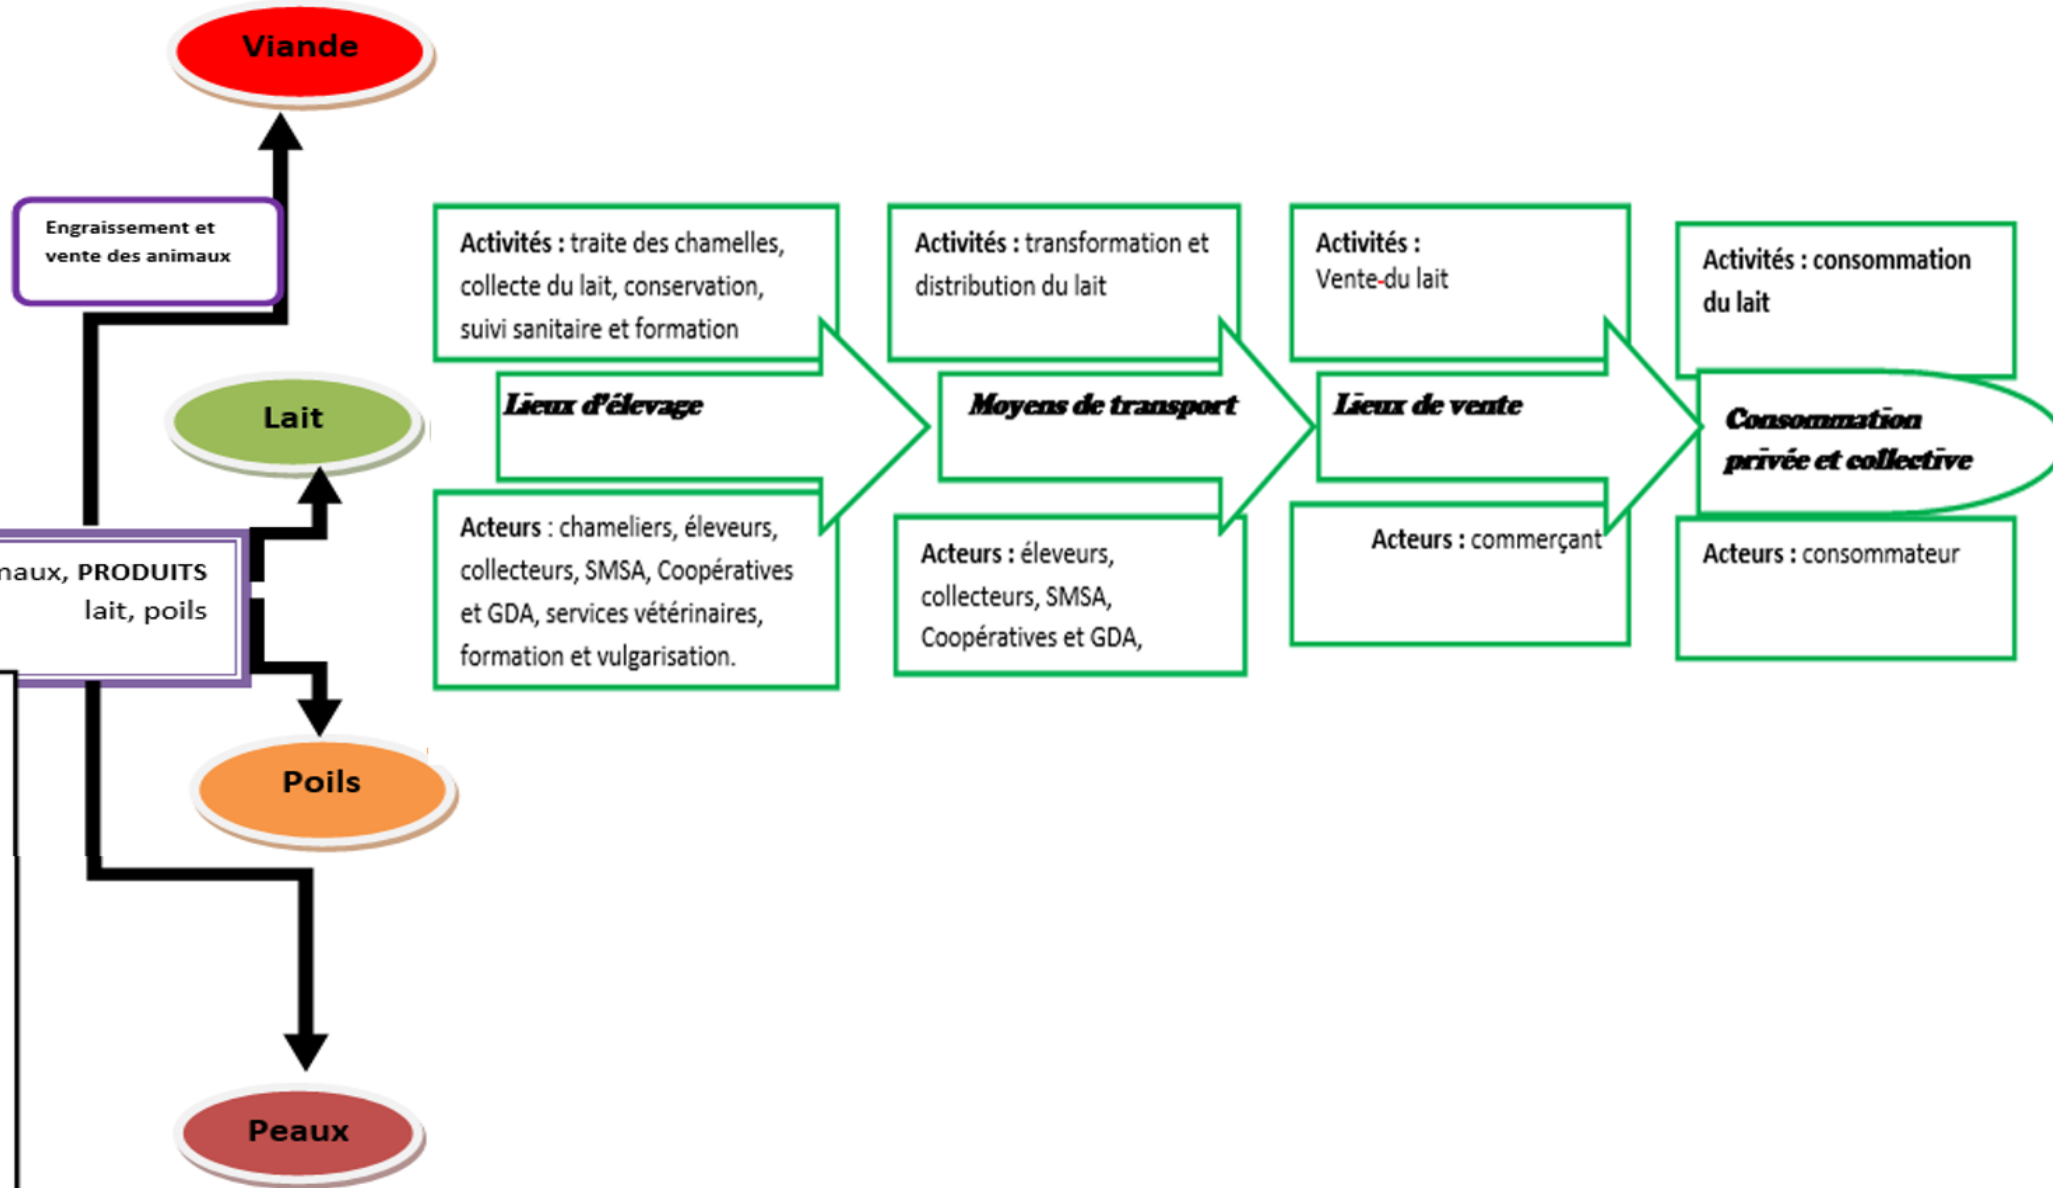 Viande
Engraissement et
vente des animaux
Lait
PRODUITS
lait, poils
Poils
Peaux
Activités : traite des chamelles,
collecte du lait, conservation,
suivi sanitaire et formation
Lieux d'élevage
Acteurs : chameliers, éleveurs,
collecteurs, SMSA, Coopératives
et GDA, services vétérinaires,
formation et vulgarisation.
Activités : transformation et
distribution du lait
Moyens de transport
Acteurs : éleveurs,
collecteurs, SMSA,
Coopératives et GDA,
Activités :
Vente-du lait
Lieux de vente
Acteurs : commerçant
Activités : consommation
du lait
Consommation
privée et collective
Acteurs : consommateur